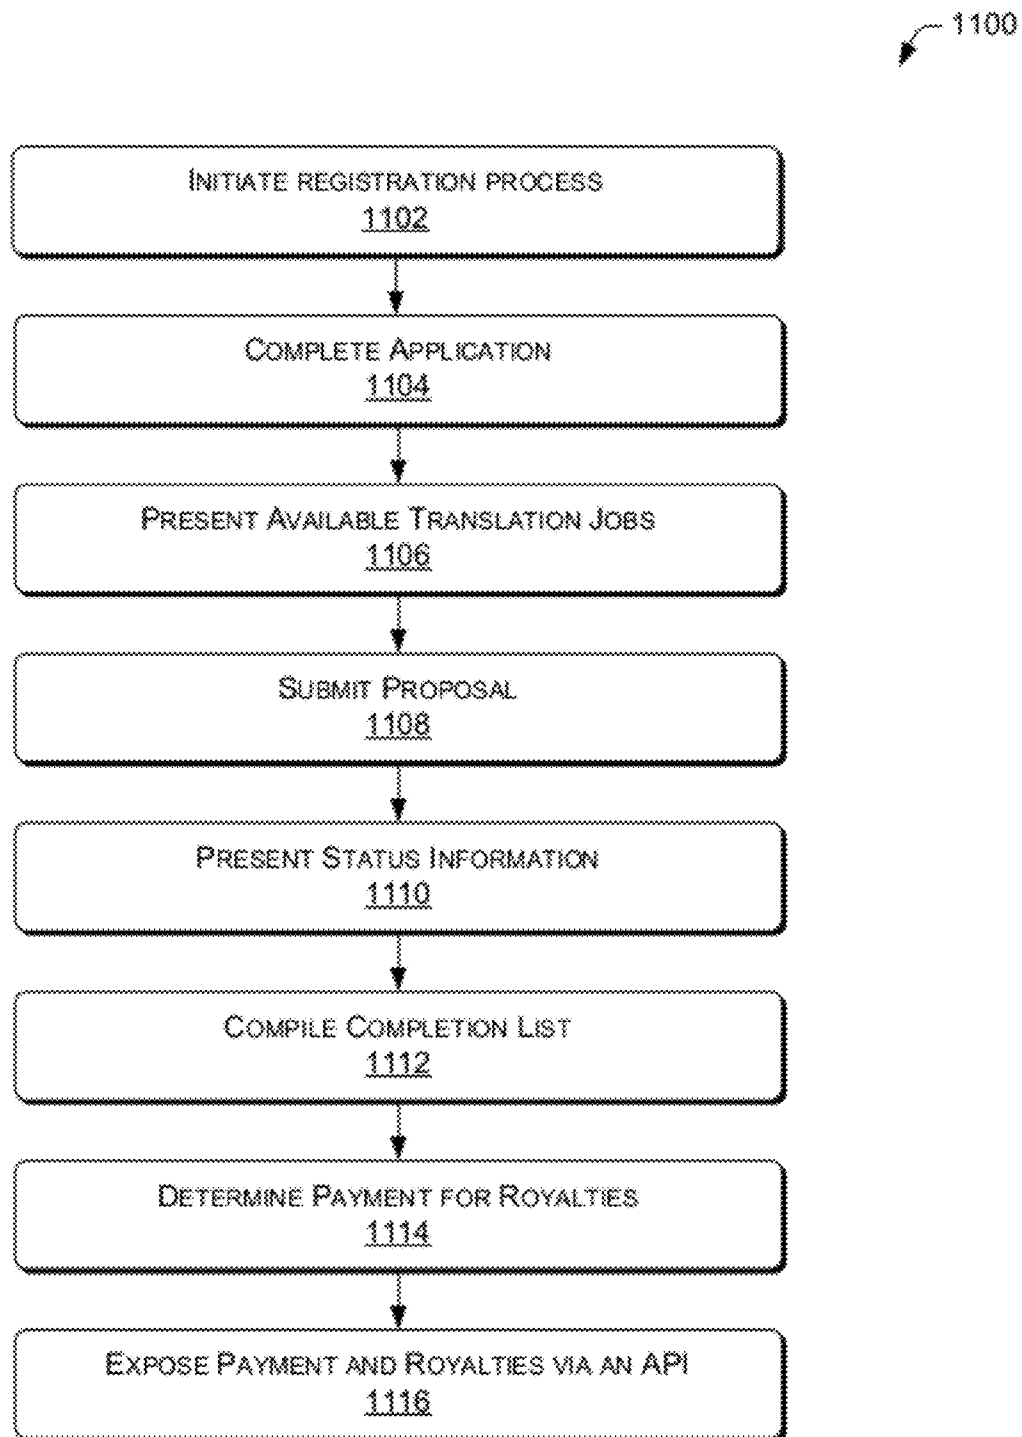 1100
INITIATE REGISTRATION PROCESS
1102
COMPLETE APPLICATION
1104
PRESENT AVAILABLE TRANSLATION JOBS
1106
SUBMIT PROPOSAL
1108
PRESENT STATUS INFORMATION
1110
COMPILE COMPLETION LIST
1112
DETERMINE PAYMENT FOR ROYALTIES
1114
EXPOSE PAYMENT AND ROYALTIES VIA AN API
1116